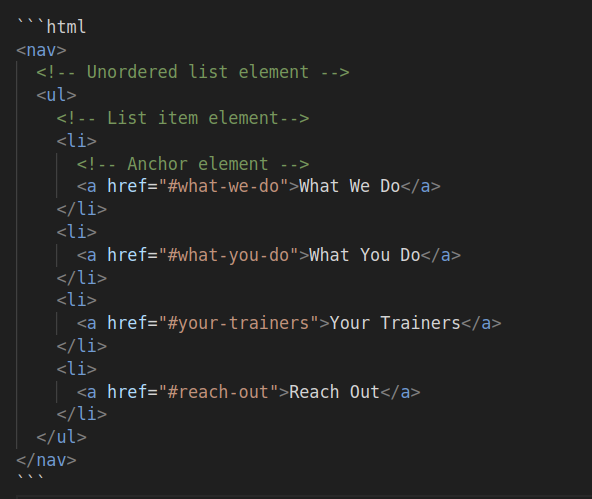 ```html
<nav>
  <!-- Unordered list element -->
  <ul>
    <!-- List item element-->
    <li>
      <!-- Anchor element -->
      <a href="#what-we-do">What We Do</a>
    </li>
    <li>
      <a href="#what-you-do">What You Do</a>
    </li>
    <li>
      <a href="#your-trainers">Your Trainers</a>
    </li>
    <li>
      <a href="#reach-out">Reach Out</a>
    </li>
  </ul>
</nav>
```